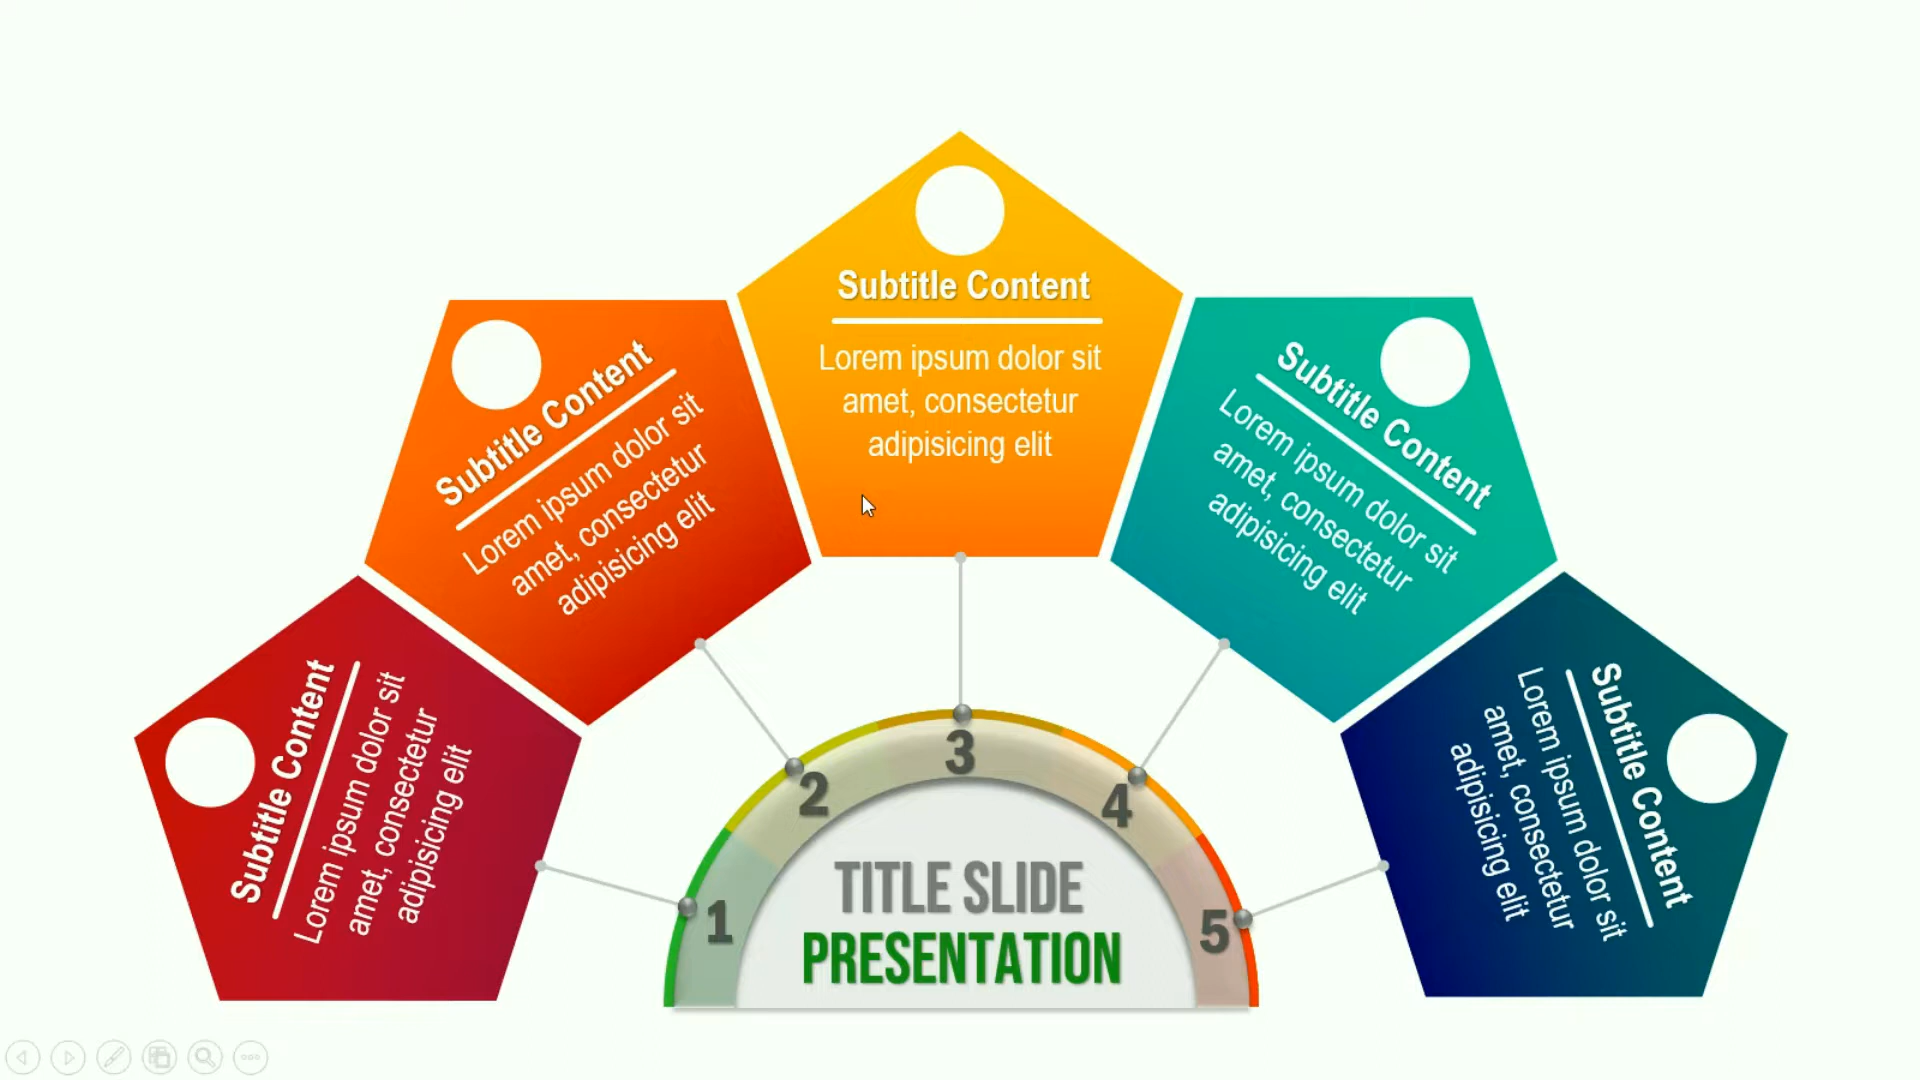 Subtitle Content
Lorem ipsum dolor sit
amet, consectetur
adipisicing elit
Subtitle Content
Lorem ipsum dolor sit
amet, consectetur
adipisicing elit
Subtitle Content
Lorem ipsum dolor sit
amet, consectetur
adipisicing elit
Subtitle Content
Lorem ipsum dolor sit
amet, consectetur
adipisicing elit
Subtitle Content
Lorem ipsum dolor sit
amet, consectetur
adipisicing elit
1
2
3
4
5
TITLE SLIDE
PRESENTATION